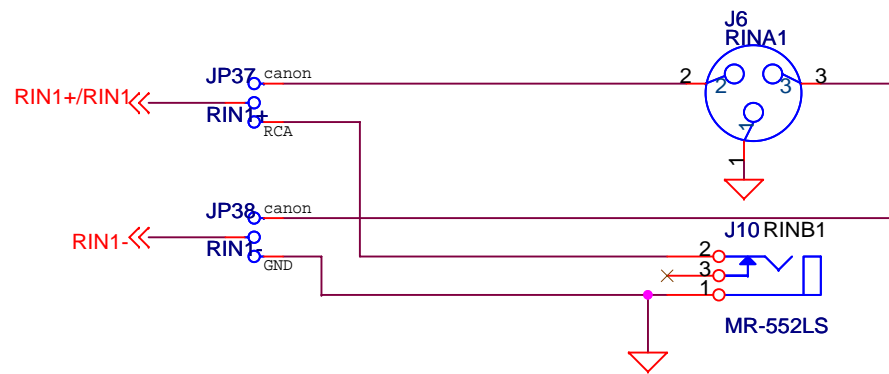 J6
RINA1
JP37 canon
2 3
2 3
RIN1+/RIN1
RIN1+
RCA
1
1
JP38 canon
J10 RINB1
RIN1-
RIN1-
GND
2
3
1
MR-552LS